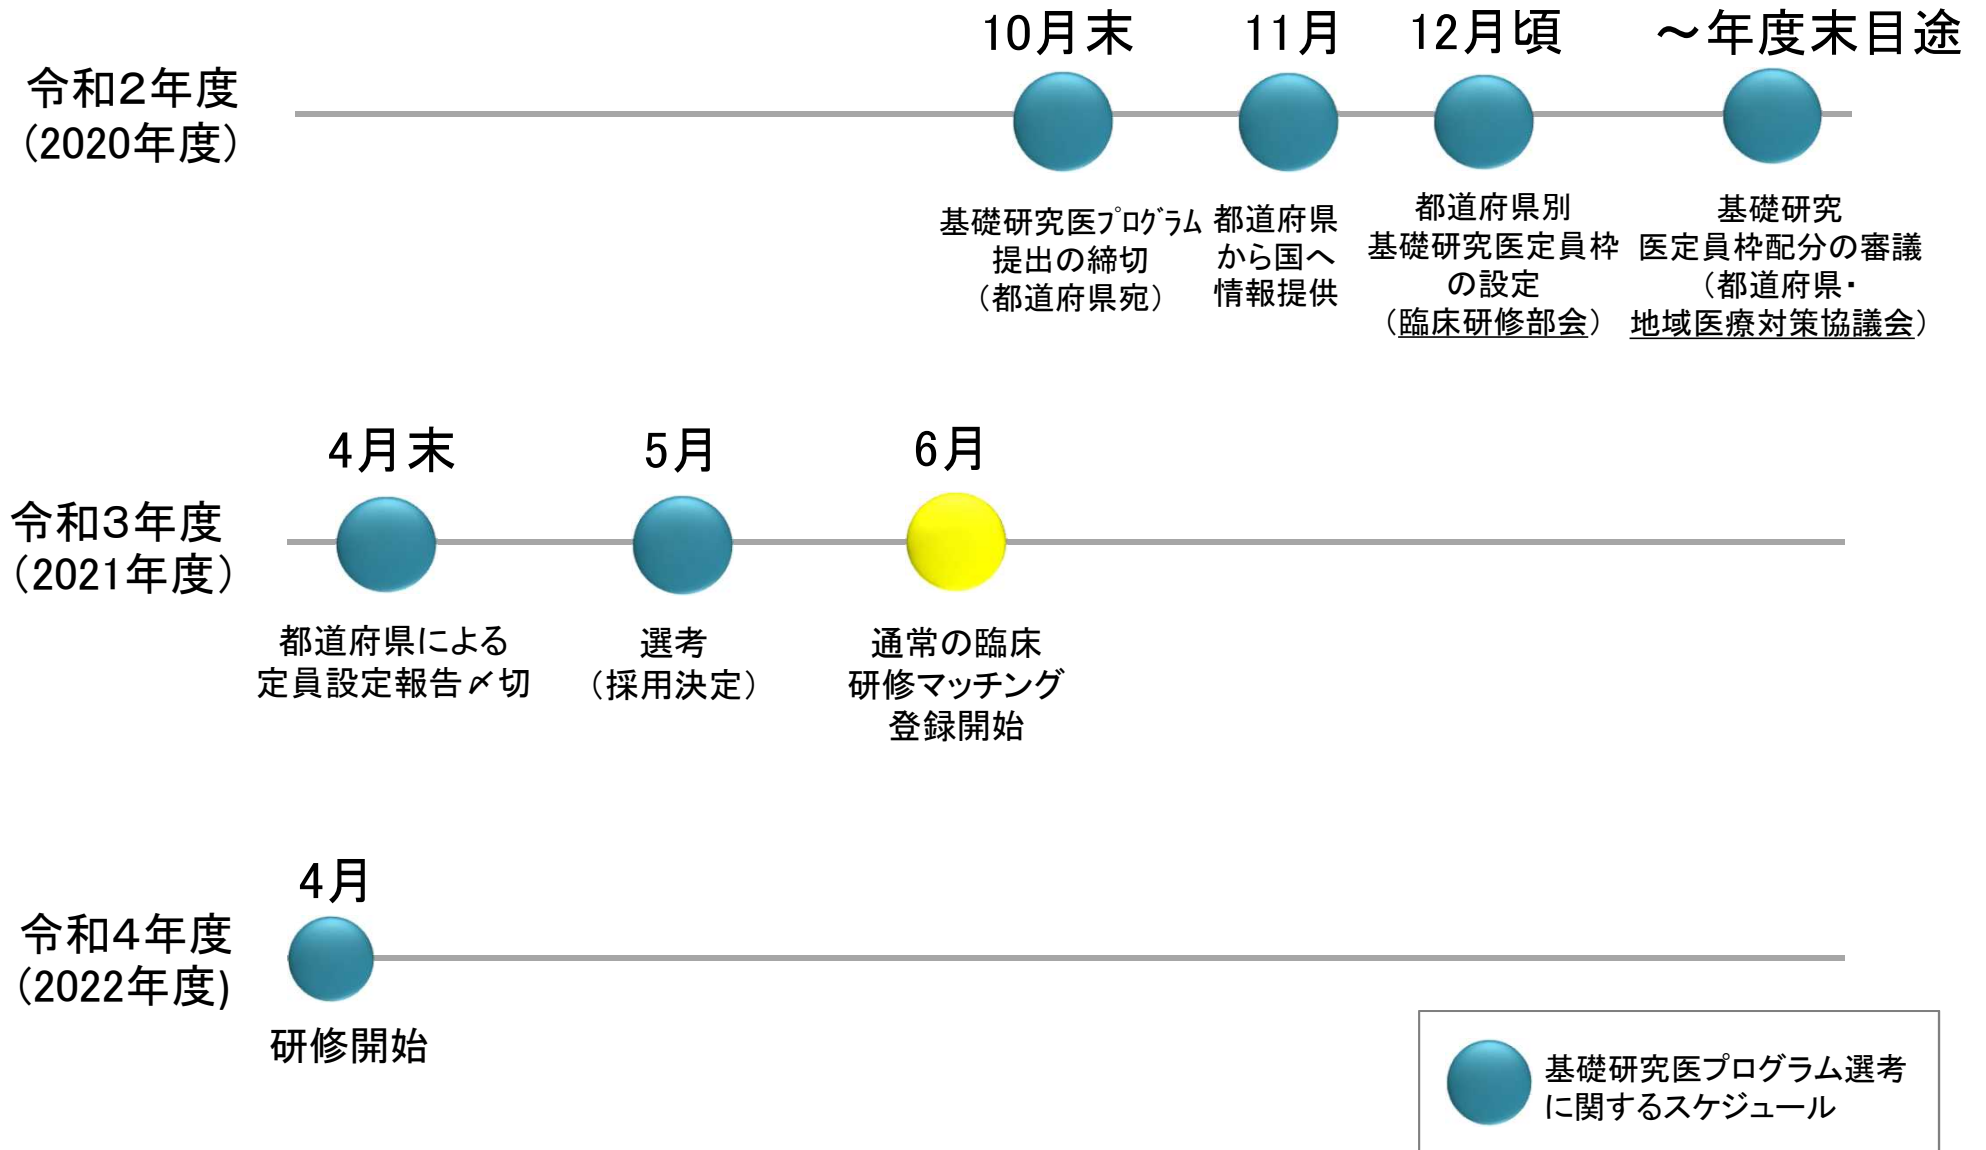 10月末
11月
12月頃
～年度末目途
令和２年度
（2020年度）
基礎研究医ﾌﾟﾛｸﾞﾗﾑ
提出の締切
（都道府県宛）
都道府県
から国へ
情報提供
都道府県別
基礎研究医定員枠
の設定
（臨床研修部会）
基礎研究
医定員枠配分の審議
（都道府県・
地域医療対策協議会）
4月末
5月
6月
令和３年度
（2021年度）
都道府県による
定員設定報告〆切
選考
（採用決定）
通常の臨床
研修マッチング
登録開始
4月
令和４年度
（2022年度)
研修開始
基礎研究医プログラム選考
に関するスケジュール